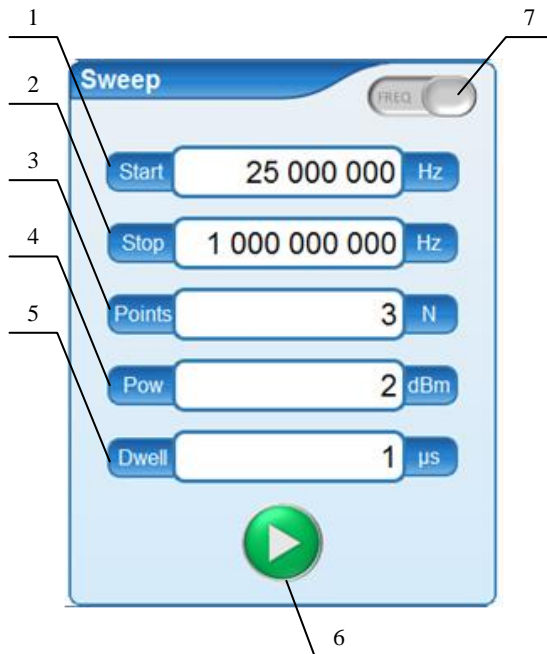 1
7
Sweep
FREQ
2
Start 25 000 000 Hz
3
Stop 1 000 000 000 Hz
4
Points 3 N
5
Pow 2 dBm
Dwell 1 µs
6